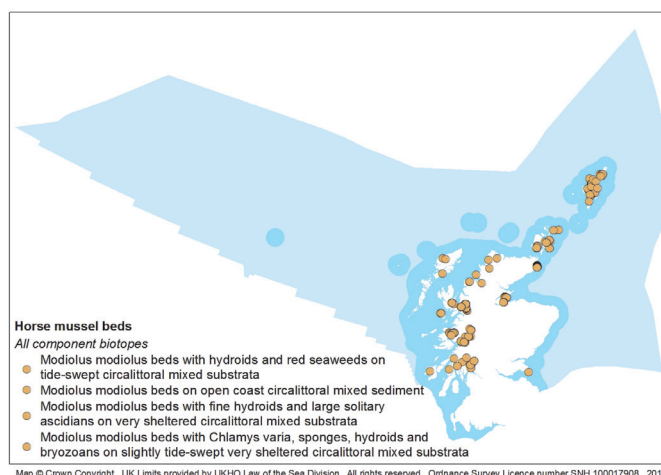 Horse mussel beds
All component biotopes
Modiolus modiolus beds with hydroids and red seaweeds on
tide-swept circalittoral mixed substrata
Modiolus modiolus beds on open coast circalittoral mixed sediment
Modiolus modiolus beds with fine hydroids and large solitary
ascidians on very sheltered circalittoral mixed substrata
Modiolus modiolus beds with Chlamys varia, sponges, hydroids and
bryozoans on slightly tide-swept very sheltered circalittoral mixed substrata
Map © Crown Copyright. UK Limits provided by UKHO Law of the Sea Division. All rights reserved. Ordnance Survey Licence number SNH 100017908